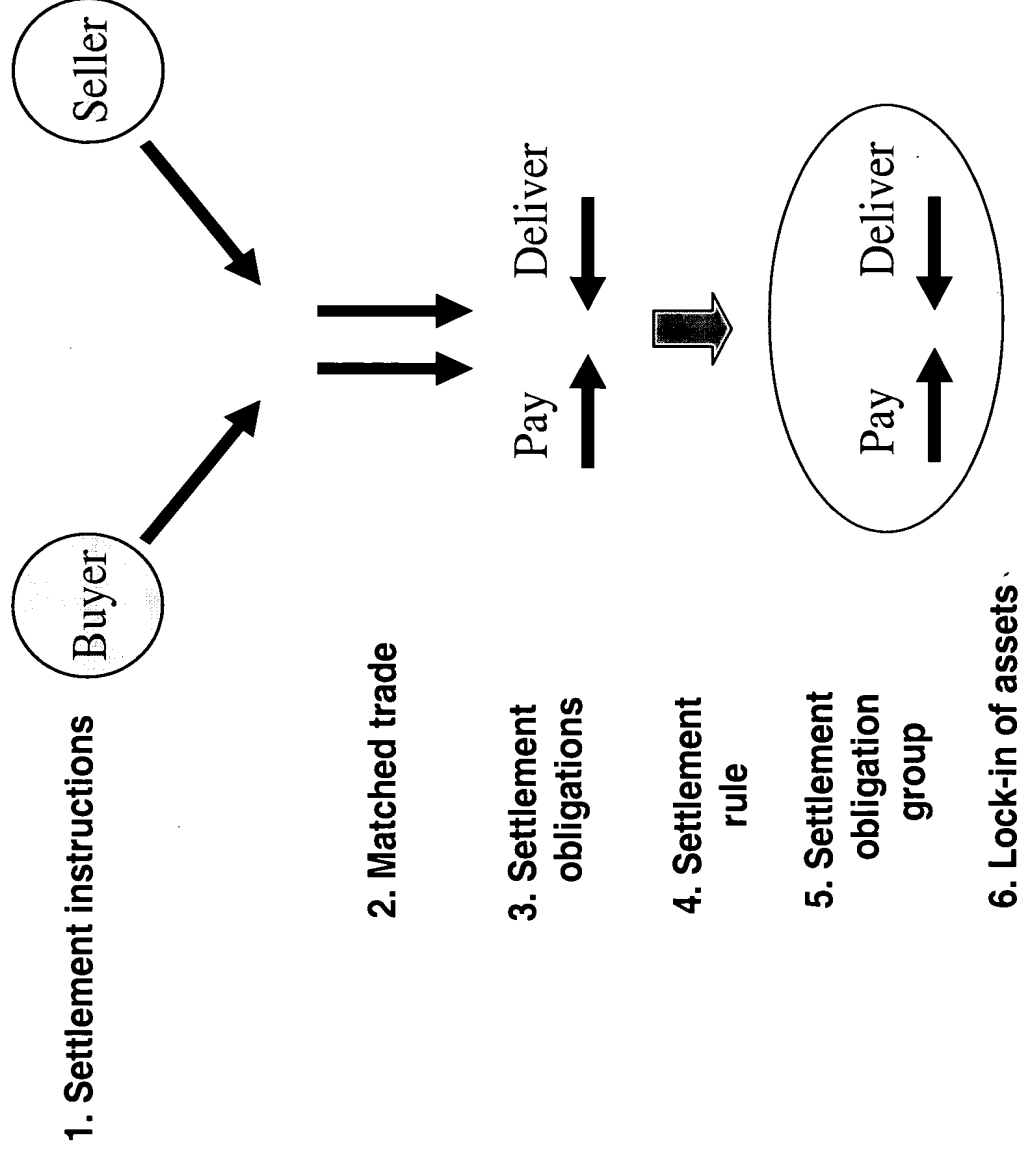 1. Settlement instructions
Buyer
Seller
2. Matched trade
3. Settlement
obligations
Pay
Deliver
4. Settlement
rule
5. Settlement
obligation
group
Pay
Deliver
6. Lock-in of assets